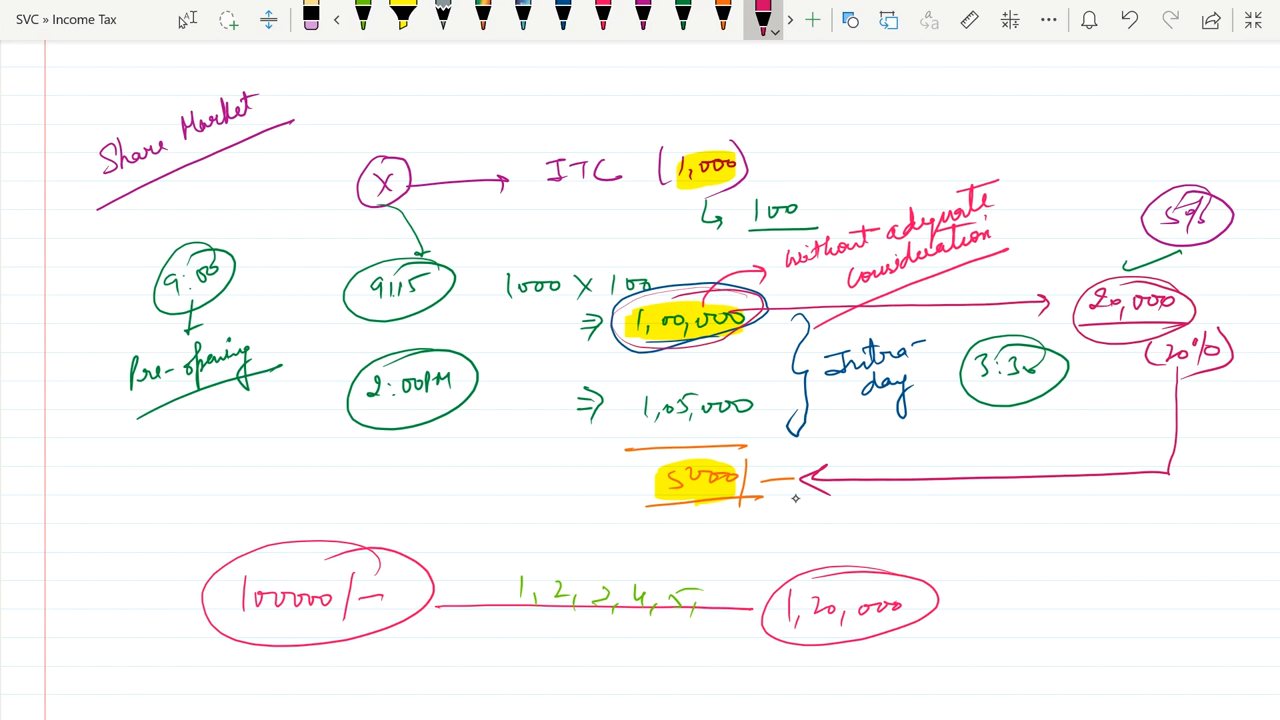 SVC » Income Tax
Share Market
X
ITC (1,000)
100
without adequate
consideration
5%
9:00
9:15
1000 X 100
⇒ 1,00,000
20,000
(20%)
Pre-opening
2:00PM
Intra-
day
3:30
⇒ 1,05,000
5000/-
100000/-
1, 2, 3, 4, 5,
1,20,000